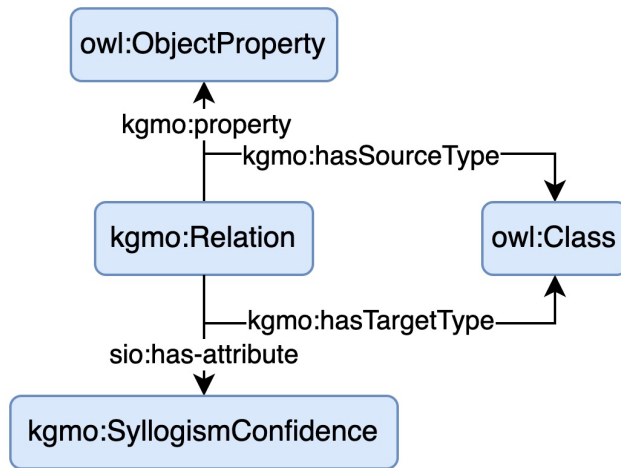 owl:ObjectProperty
kgmo:property
kgmo:hasSourceType
kgmo:Relation
owl:Class
kgmo:hasTargetType
sio:has-attribute
kgmo:SyllogismConfidence